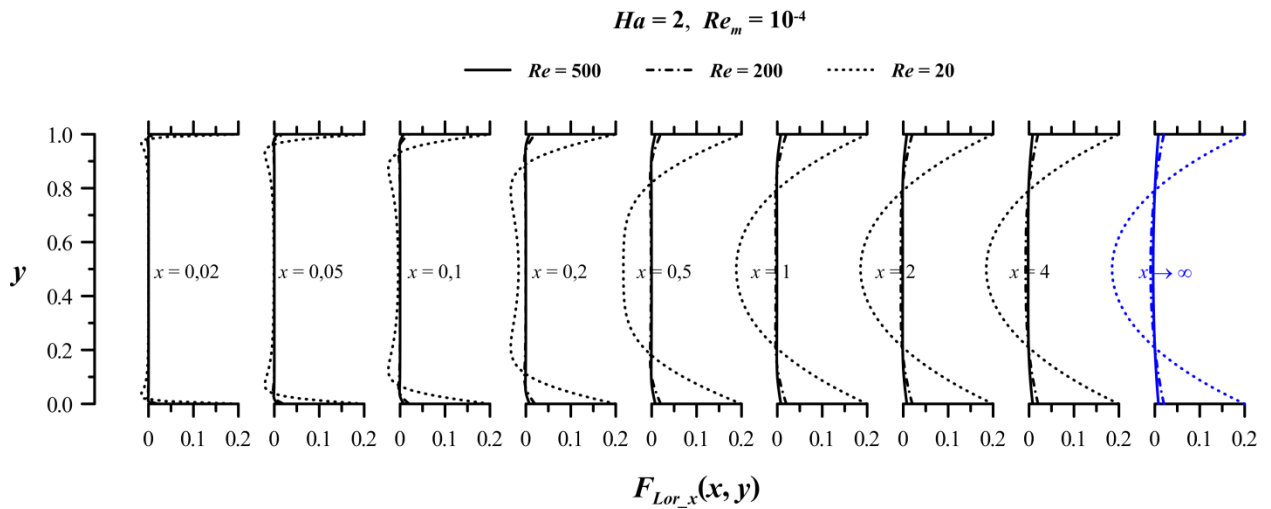 Ha = 2, Re_m = 10^-4
Re = 500 Re = 200 Re = 20
1.0
0.8
0.6
0.4
0.2
0.0
y
x = 0,02 x = 0,05 x = 0,1 x = 0,2 x = 0,5 x = 1 x = 2 x = 4 x → ∞
0 0.1 0.2 0 0.1 0.2 0 0.1 0.2 0 0.1 0.2 0 0.1 0.2 0 0.1 0.2 0 0.1 0.2 0 0.1 0.2 0 0.1 0.2
F_Lor_x(x, y)